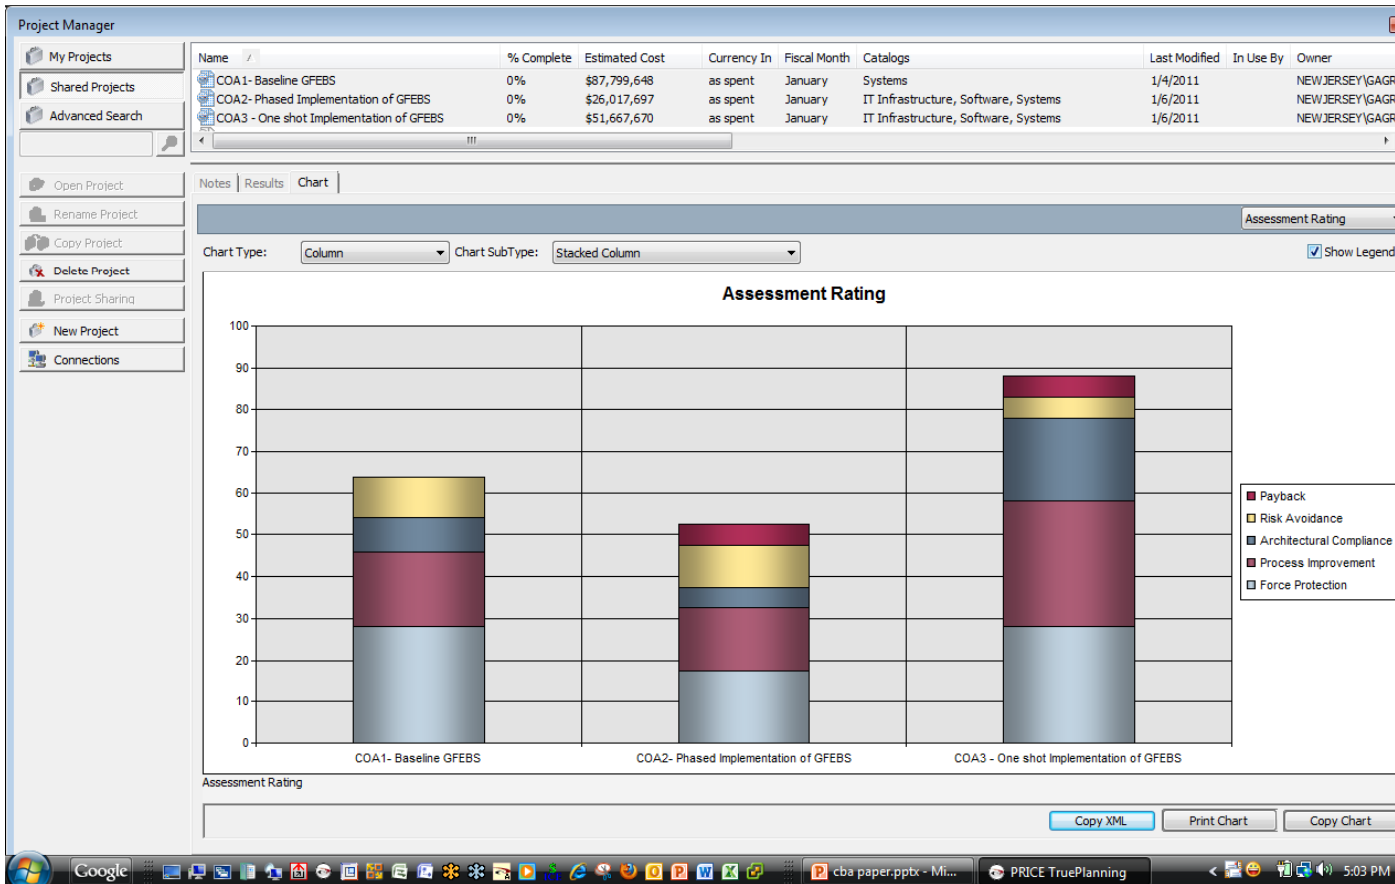 Project Manager
My Projects
Shared Projects
Advanced Search
Open Project
Rename Project
Copy Project
Delete Project
Project Sharing
New Project
Connections
Name % Complete Estimated Cost Currency In Fiscal Month Catalogs Last Modified In Use By Owner
COA1- Baseline GFEBS 0% $87,799,648 as spent January Systems 1/4/2011 NEWJERSEY\GAGR
COA2- Phased Implementation of GFEBS 0% $26,017,697 as spent January IT Infrastructure, Software, Systems 1/6/2011 NEWJERSEY\GAGR
COA3 - One shot Implementation of GFEBS 0% $51,667,670 as spent January IT Infrastructure, Software, Systems 1/6/2011 NEWJERSEY\GAGR
Notes Results Chart
Assessment Rating
Chart Type: Column Chart SubType: Stacked Column Show Legend
Assessment Rating
100
90
80
70
60
50
40
30
20
10
0
COA1- Baseline GFEBS COA2- Phased Implementation of GFEBS COA3 - One shot Implementation of GFEBS
Payback
Risk Avoidance
Architectural Compliance
Process Improvement
Force Protection
Assessment Rating
Copy XML Print Chart Copy Chart
Google cba paper.pptx - Mi... PRICE TruePlanning 5:03 PM